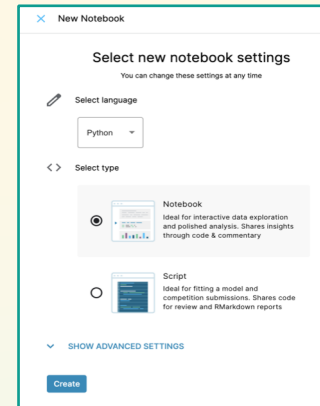 New Notebook
Select new notebook settings
You can change these settings at any time
Select language
Python
Select type
Notebook
Ideal for interactive data exploration
and polished analysis. Shares insights
through code & commentary
Script
Ideal for fitting a model and
competition submissions. Shares code
for review and RMarkdown reports
SHOW ADVANCED SETTINGS
Create